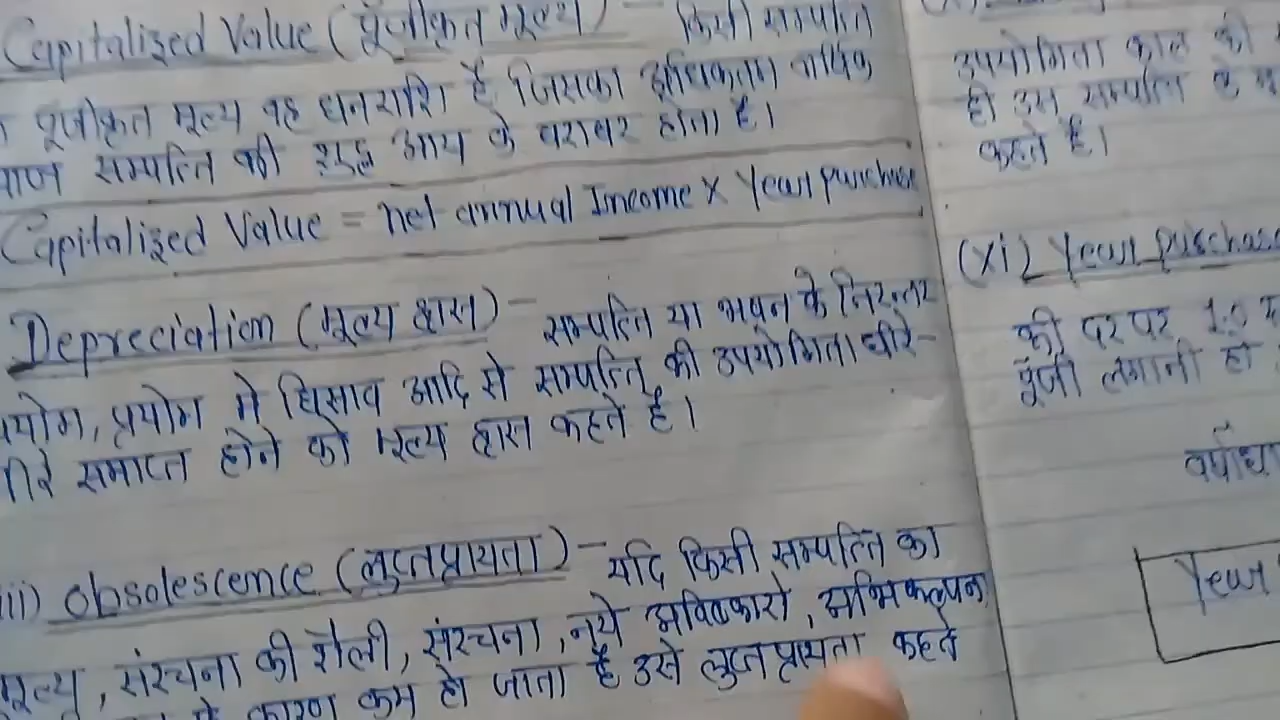 Capitalized Value (पूँजीकृत मूल्य) - किसी सम्पत्ति
पूंजीकृत मूल्य वह धनराशि है जिसका अधिकतम वार्षिक
सम्पत्ति की शुद्ध आय के बराबर होता है।
Capitalized Value = net annual Income × Year purchase
Depreciation (मूल्य ह्रास) - सम्पत्ति या भवन के निरन्तर
प्रयोग में घिसाव आदि से सम्पत्ति की उपयोगिता धीरे-
समाप्त होने को मूल्य ह्रास कहते है।
iii) obsolescence (लुप्तप्रायता) - यदि किसी सम्पत्ति का
मूल्य, संरचना की शैली, संरचना, नये अविष्कारो, अभिकल्पना
कारण कम हो जाता है उसे लुप्तप्रायता कहते
उपयोगिता काल की
ही उस सम्पत्ति के
कहते है।
(xi) Year purchase
की दर पर 1.0
पूँजी लगानी हो
Year